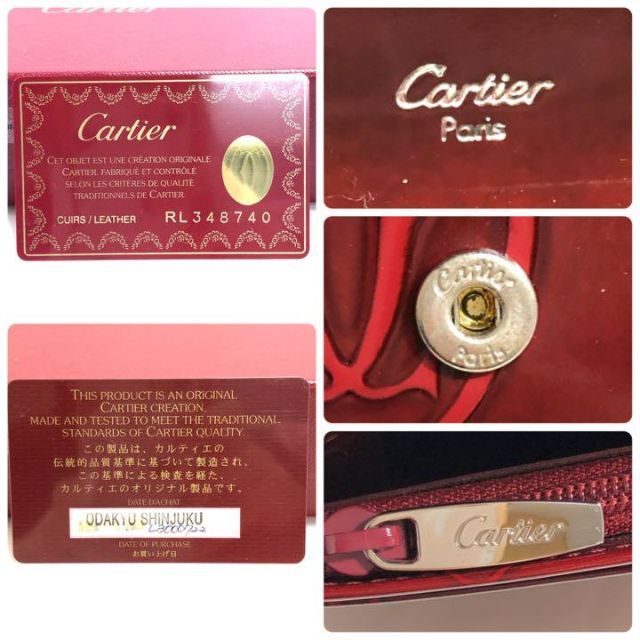 Cartier
CET OBJET EST UNE CRÉATION ORIGINALE
CARTIER, FABRIQUÉ ET CONTRÔLÉ
SELON LES CRITÈRES DE QUALITÉ
TRADITIONNELS DE CARTIER.
CUIRS / LEATHER RL348740
Cartier
Paris
Cartier
Paris
THIS PRODUCT IS AN ORIGINAL
CARTIER CREATION,
MADE AND TESTED TO MEET THE TRADITIONAL
STANDARDS OF CARTIER QUALITY.
この製品は、カルティエの
伝統的品質基準に基づいて製造され、
この基準による検査を経た、
カルティエのオリジナル製品です。
DATE D'ACHAT
ODAKYU SHINJUKU
DATE OF PURCHASE
お買い上げ日
Cartier